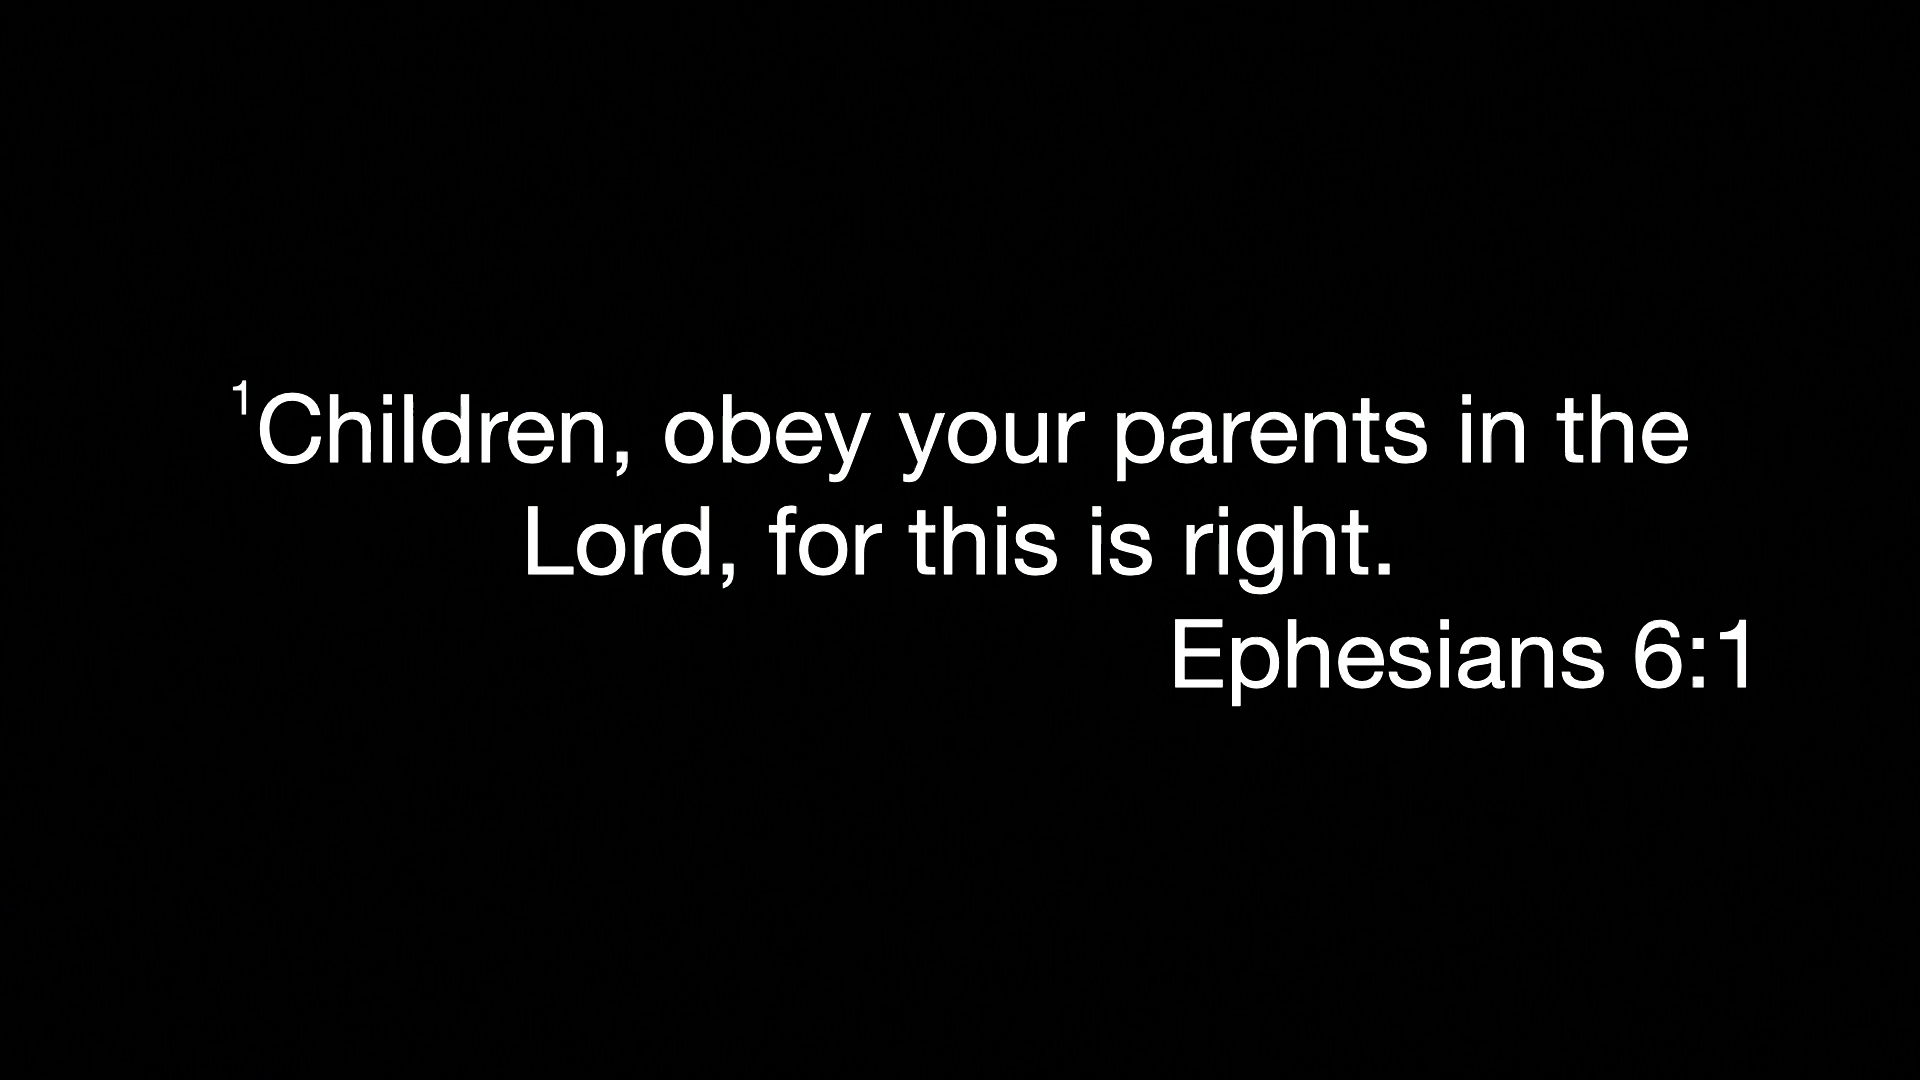 ¹Children, obey your parents in the
Lord, for this is right.
Ephesians 6:1